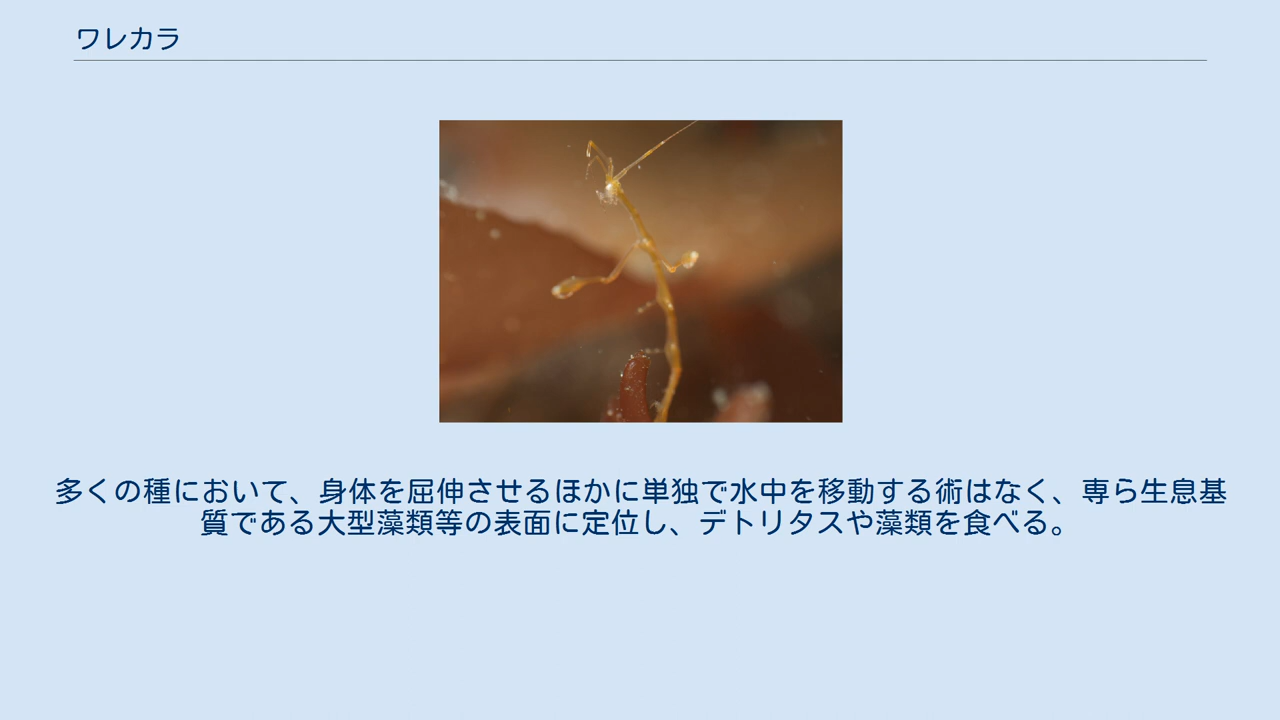 ワレカラ
多くの種において、身体を屈伸させるほかに単独で水中を移動する術はなく、専ら生息基
質である大型藻類等の表面に定位し、デトリタスや藻類を食べる。